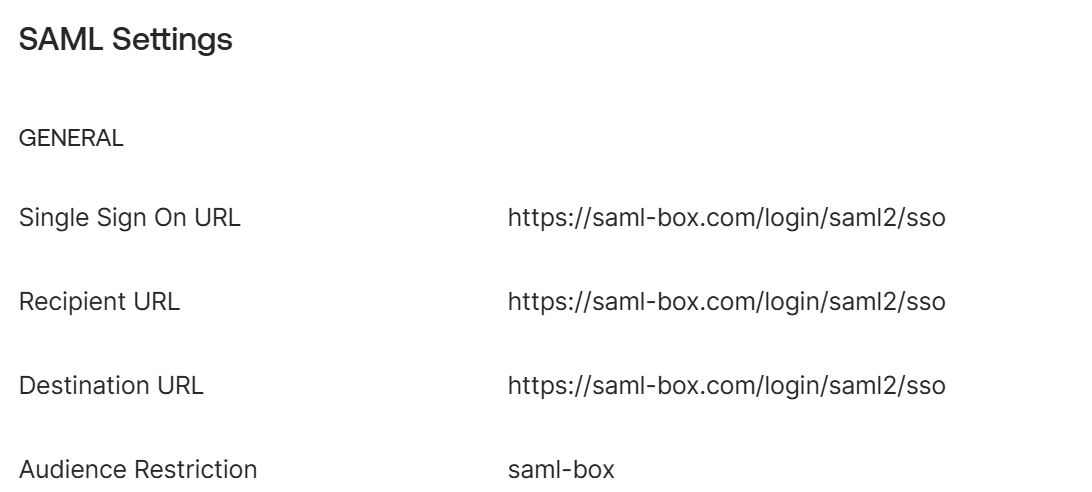 SAML Settings
GENERAL
Single Sign On URL https://saml-box.com/login/saml2/sso
Recipient URL https://saml-box.com/login/saml2/sso
Destination URL https://saml-box.com/login/saml2/sso
Audience Restriction saml-box